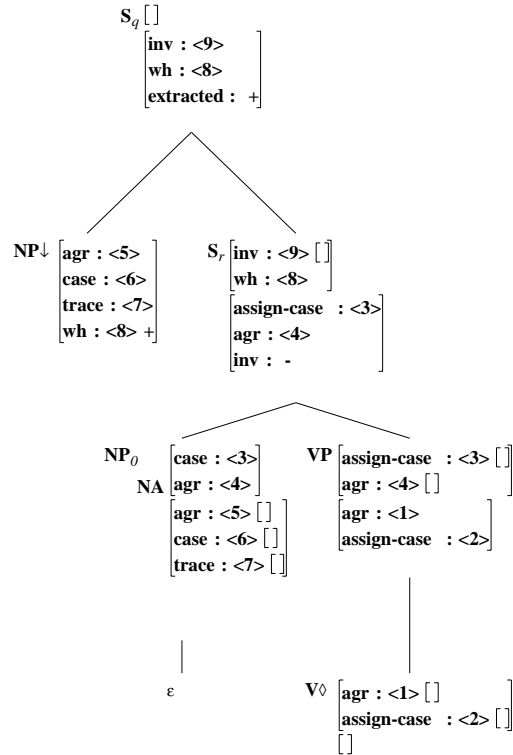 S_q []
inv : <9>
wh : <8>
extracted : +
NP↓ agr : <5>
case : <6>
trace : <7>
wh : <8> +
S_r inv : <9> []
wh : <8>
assign-case : <3>
agr : <4>
inv : -
NP_0 case : <3>
NA agr : <4>
agr : <5> []
case : <6> []
trace : <7> []
VP assign-case : <3> []
agr : <4> []
agr : <1>
assign-case : <2>
ε
V◊ agr : <1> []
assign-case : <2> []
[]